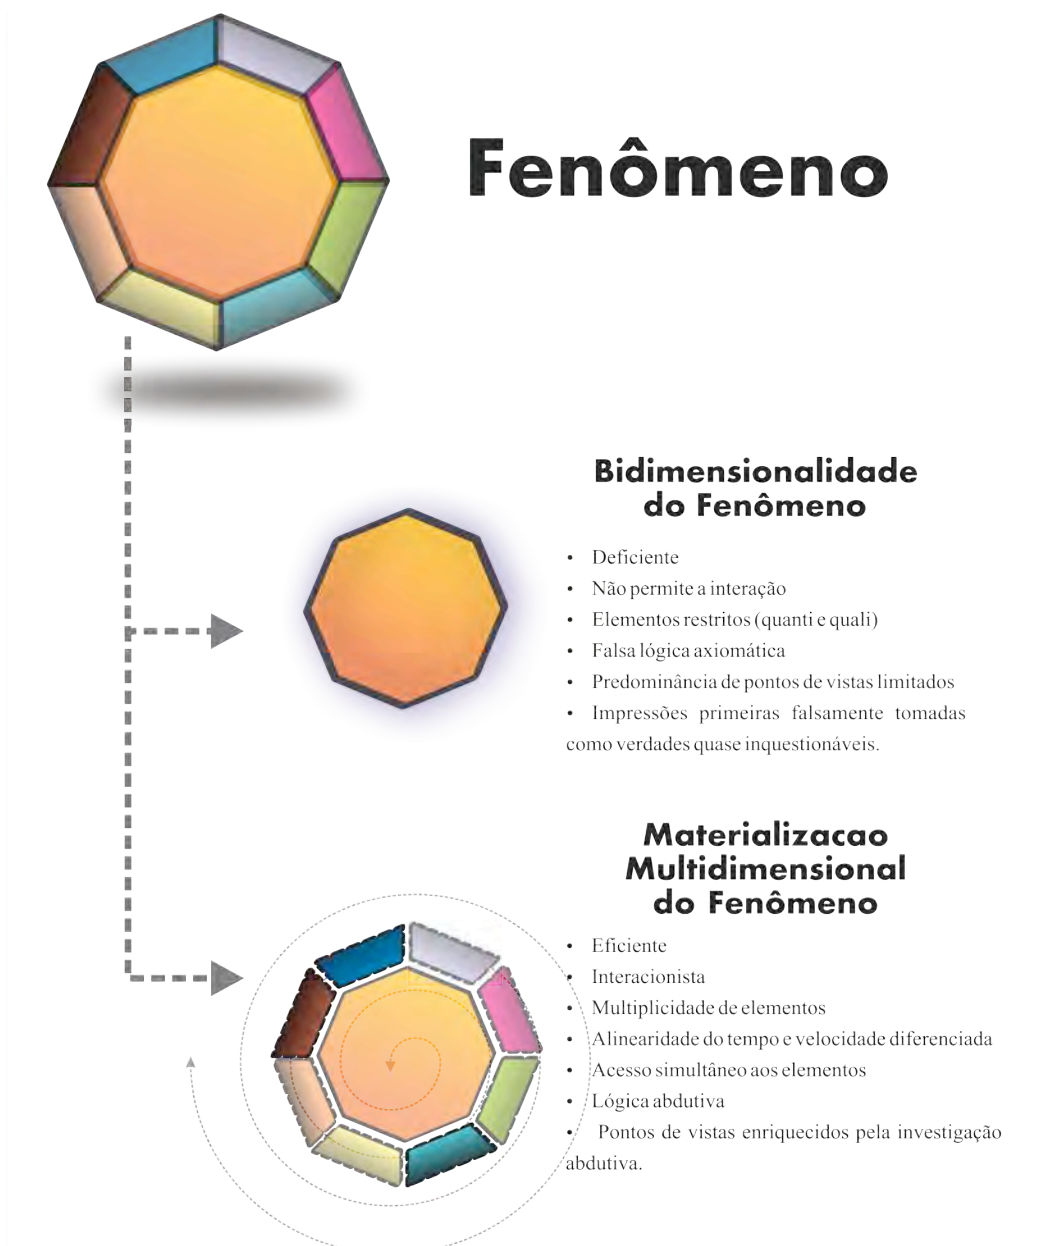 Fenômeno
Bidimensionalidade
do Fenômeno
• Deficiente
• Não permite a interação
• Elementos restritos (quanti e quali)
• Falsa lógica axiomática
• Predominância de pontos de vistas limitados
• Impressões primeiras falsamente tomadas
como verdades quase inquestionáveis.
Materializacao
Multidimensional
do Fenômeno
• Eficiente
• Interacionista
• Multiplicidade de elementos
• Alinearidade do tempo e velocidade diferenciada
• Acesso simultâneo aos elementos
• Lógica abdutiva
• Pontos de vistas enriquecidos pela investigação
abdutiva.